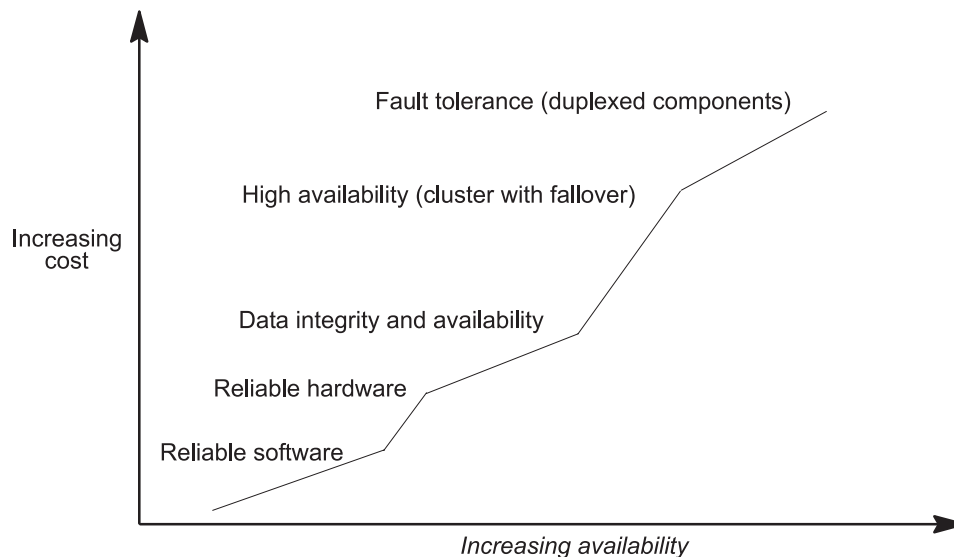 Fault tolerance (duplexed components)
High availability (cluster with fallover)
Increasing
cost
Data integrity and availability
Reliable hardware
Reliable software
Increasing availability